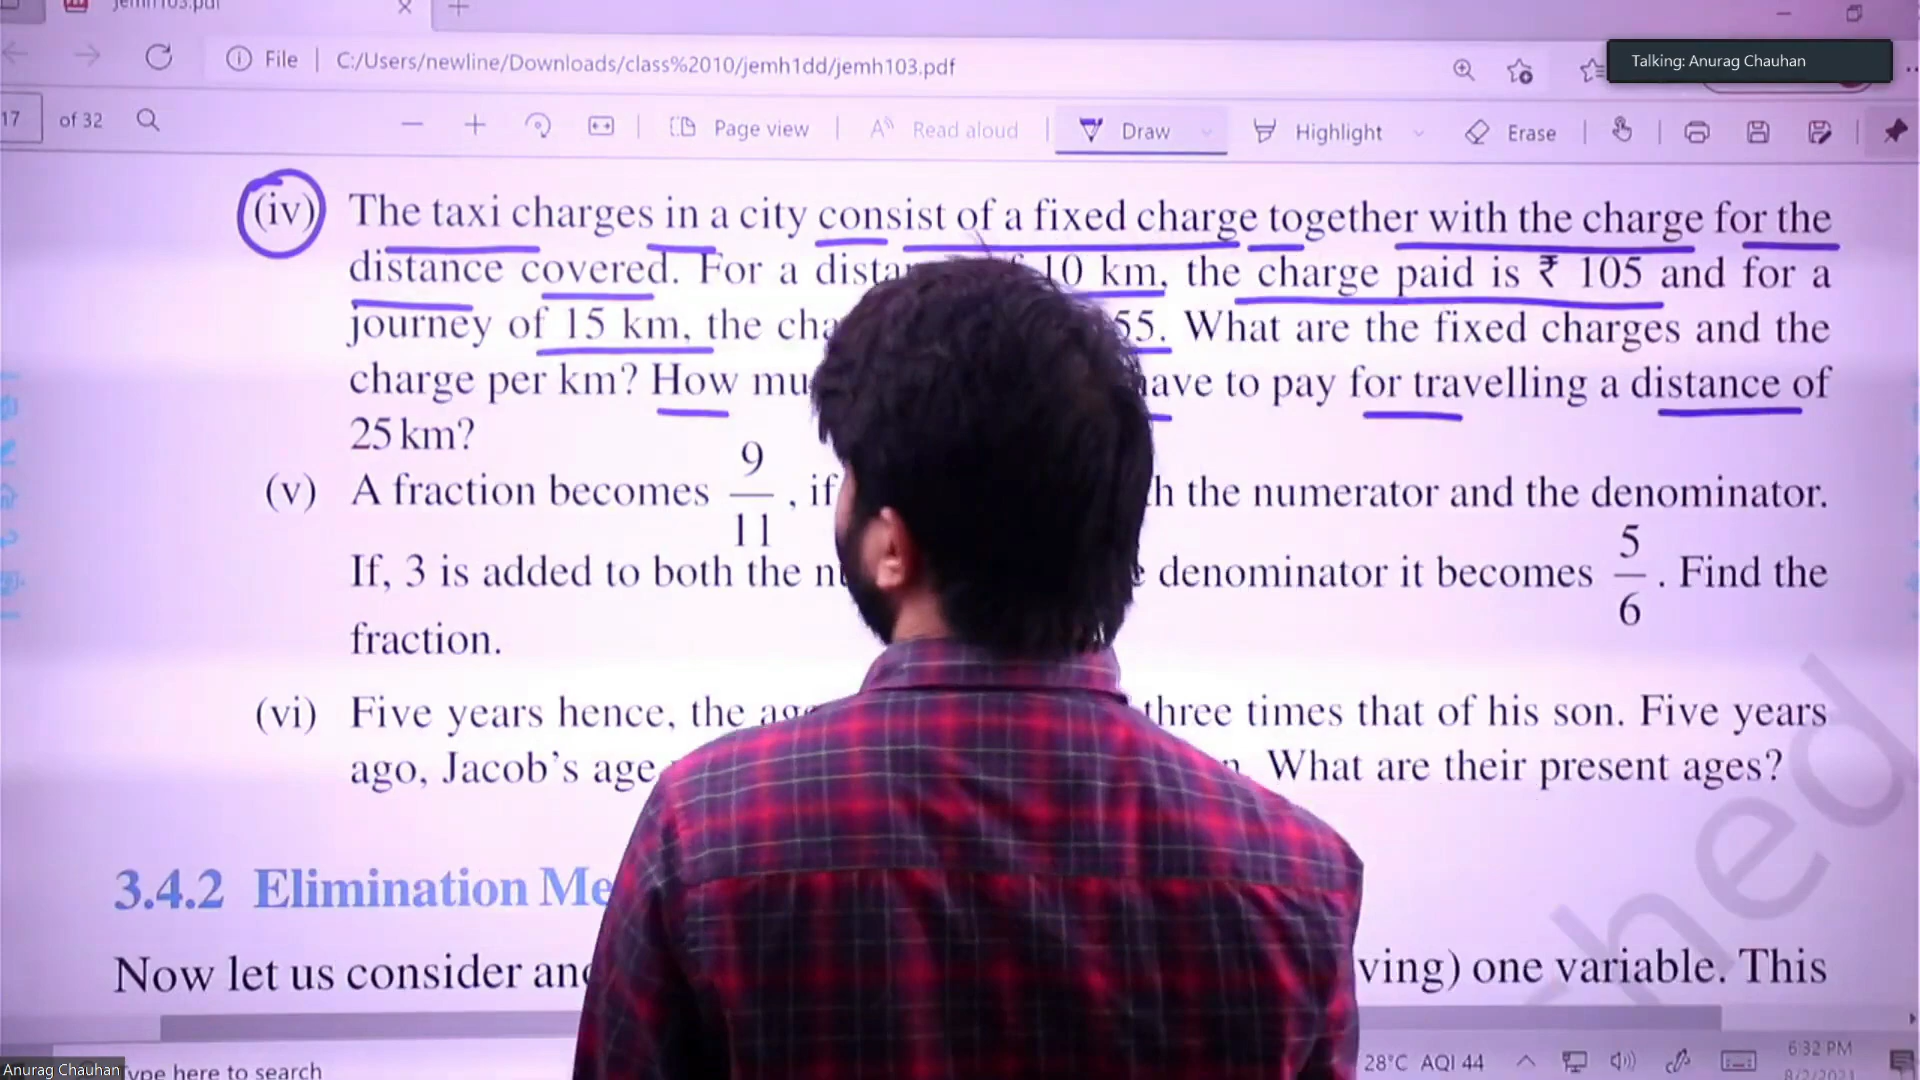 jemh103.pdf
File C:/Users/newline/Downloads/class%2010/jemh1dd/jemh103.pdf
Talking: Anurag Chauhan
17 of 32 Page view Read aloud Draw Highlight Erase
(iv) The taxi charges in a city consist of a fixed charge together with the charge for the
distance covered. For a 10 km, the charge paid is ₹ 105 and for a
journey of 15 km, the 55. What are the fixed charges and the
charge per km? How to pay for travelling a distance of
25 km?
(v) A fraction becomes 9/11, if the numerator and the denominator.
If, 3 is added to both the denominator it becomes 5/6. Find the
fraction.
(vi) Five years hence, the three times that of his son. Five years
ago, Jacob's age What are their present ages?
3.4.2 Elimination
Now let us consider one variable. This
hed
Anurag Chauhan
ype here to search
28°C AQI 44
6:32 PM